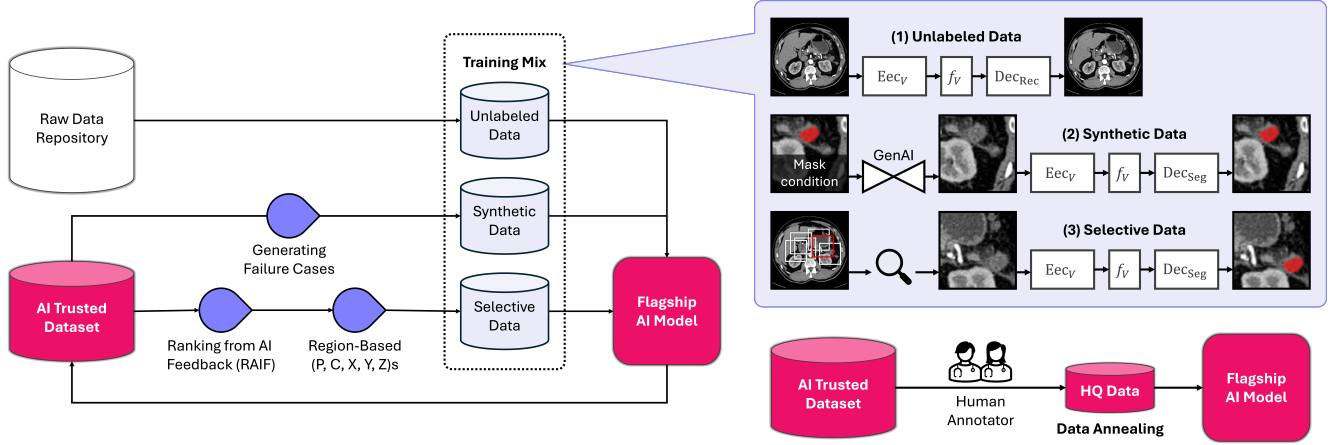 Raw Data
Repository
Training Mix
Unlabeled
Data
Synthetic
Data
Generating
Failure Cases
AI Trusted
Dataset
Ranking from AI
Feedback (RAIF)
Region-Based
(P, C, X, Y, Z)s
Selective
Data
Flagship
AI Model
(1) Unlabeled Data
Eec_V
f_V
Dec_Rec
(2) Synthetic Data
Mask
condition
GenAI
Eec_V
f_V
Dec_Seg
(3) Selective Data
Eec_V
f_V
Dec_Seg
AI Trusted
Dataset
Human
Annotator
HQ Data
Data Annealing
Flagship
AI Model